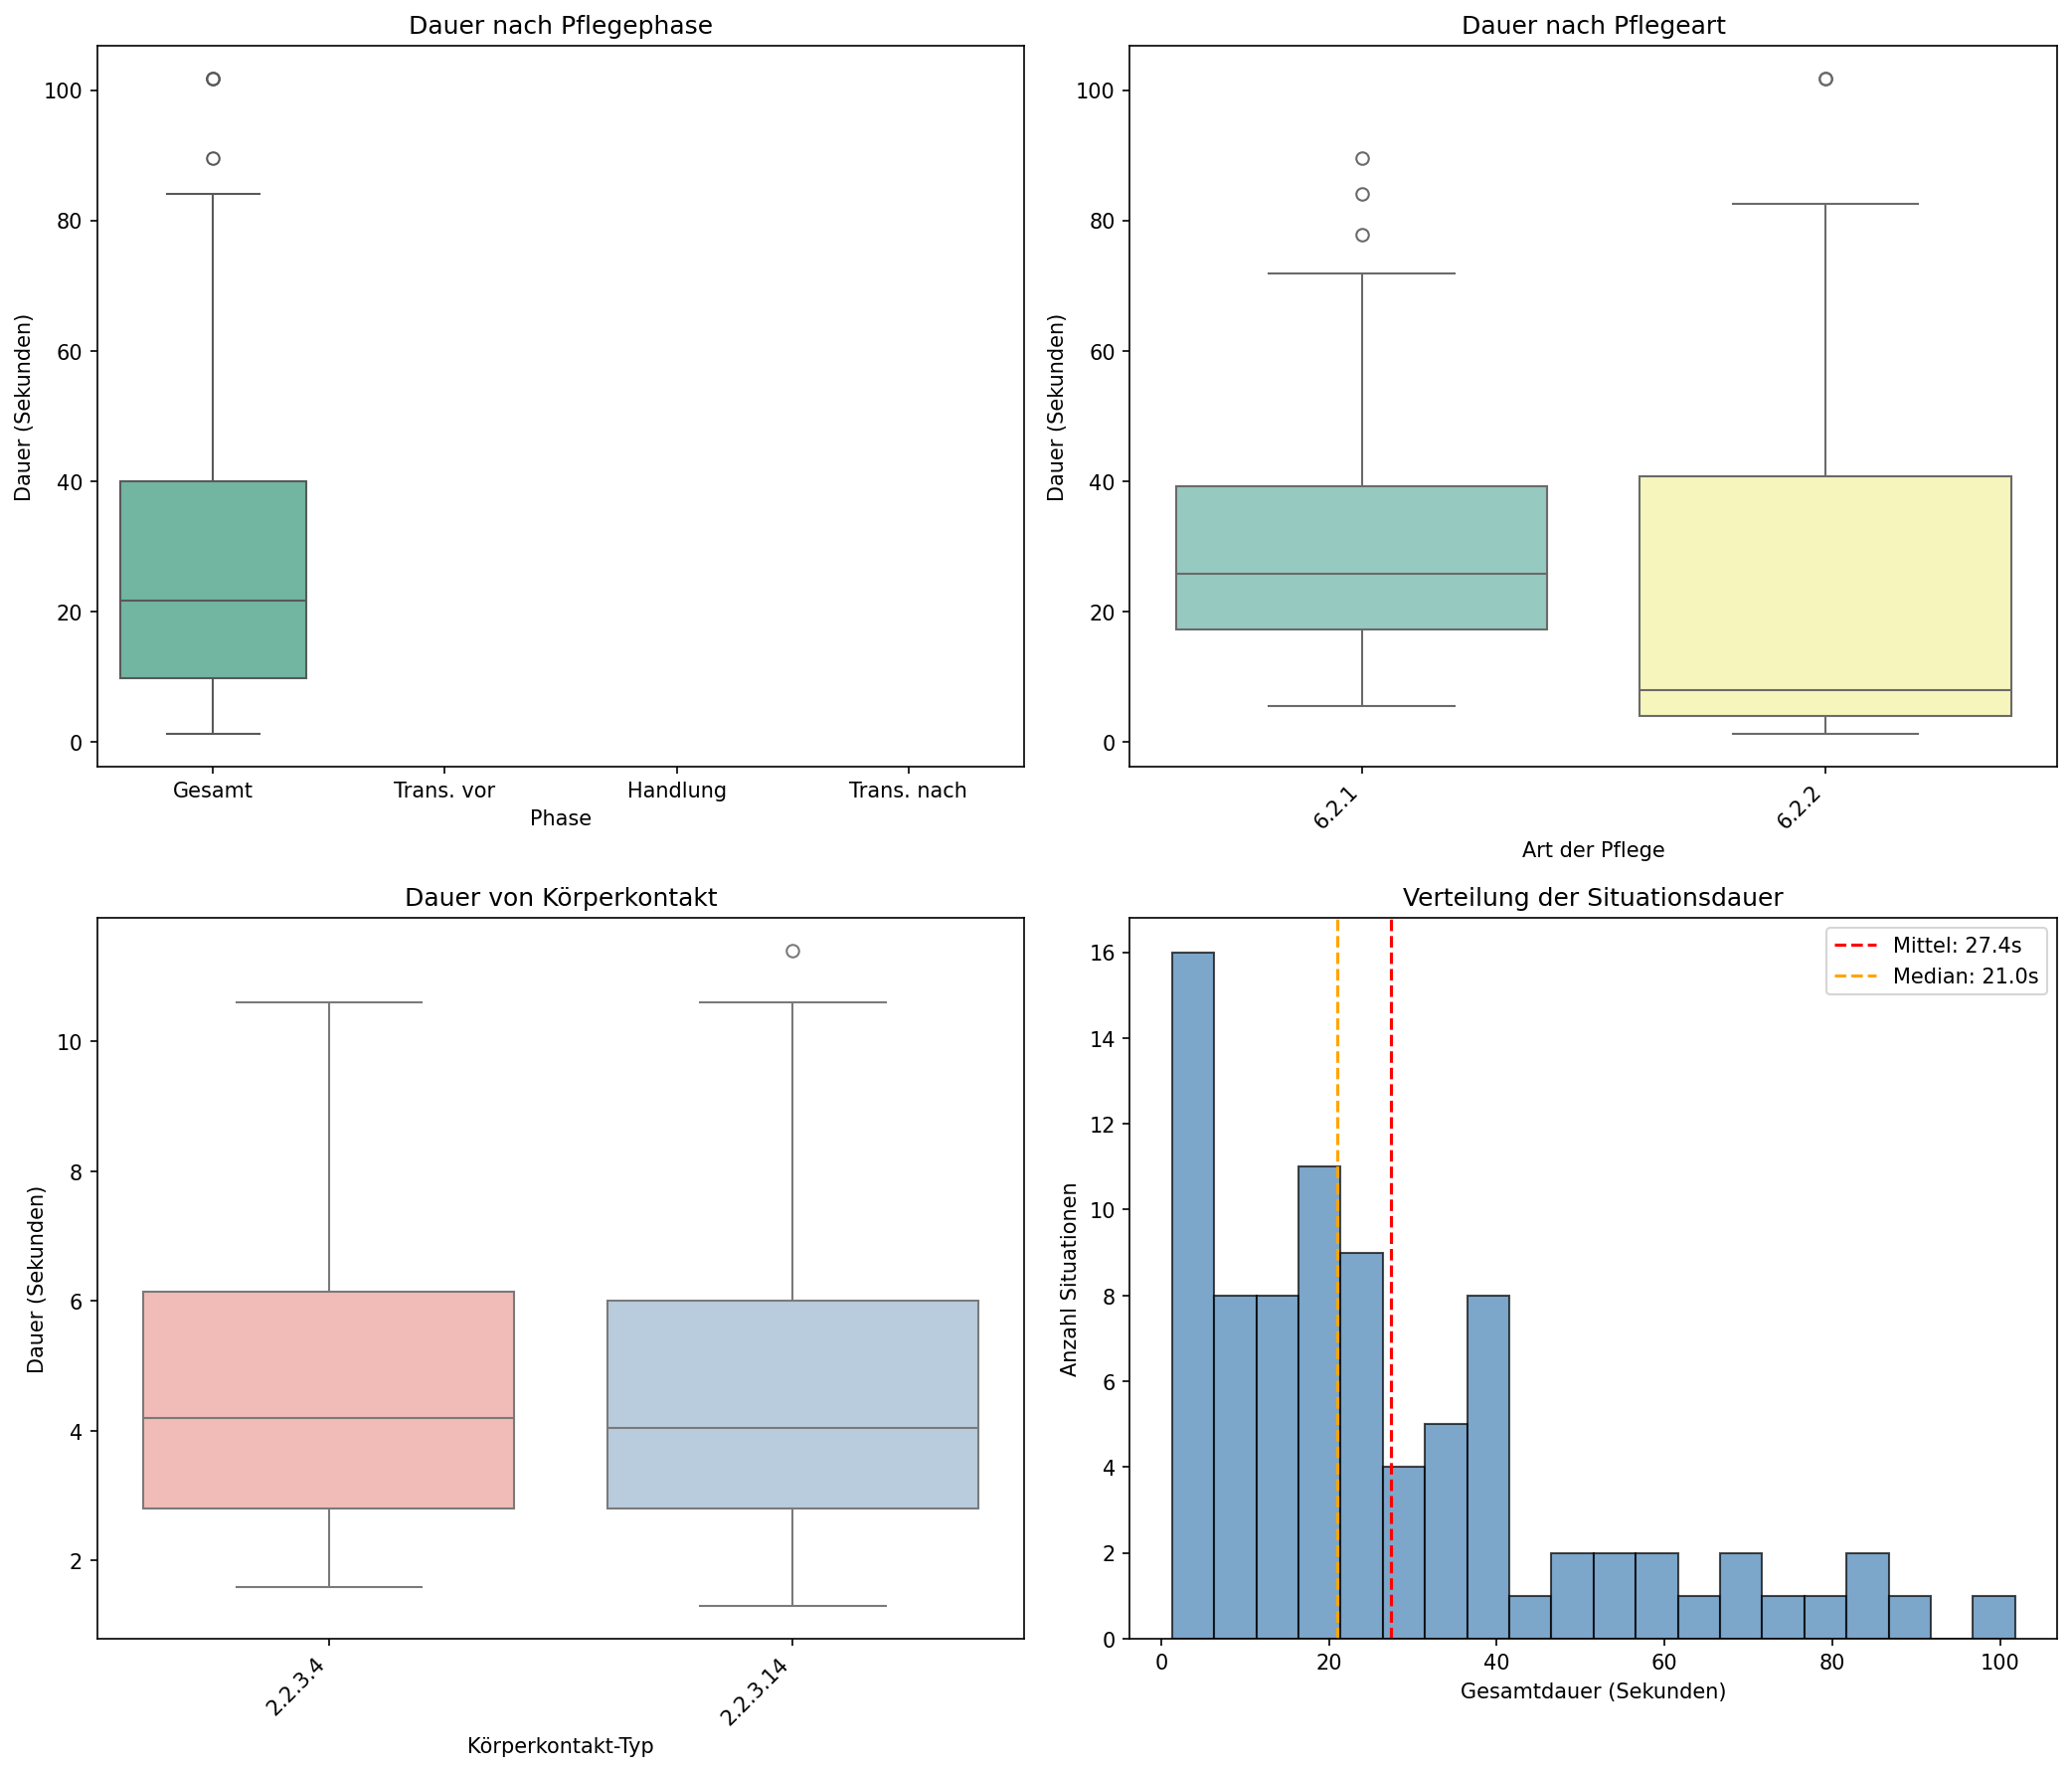 Dauer nach Pflegephase
Dauer (Sekunden)
100
80
60
40
20
0
Gesamt Trans. vor Handlung Trans. nach
Phase
Dauer nach Pflegeart
Dauer (Sekunden)
100
80
60
40
20
0
6.2.1 6.2.2
Art der Pflege
Dauer von Körperkontakt
Dauer (Sekunden)
10
8
6
4
2
2.2.3.4 2.2.3.14
Körperkontakt-Typ
Verteilung der Situationsdauer
Mittel: 27.4s
Median: 21.0s
Anzahl Situationen
16
14
12
10
8
6
4
2
0
0 20 40 60 80 100
Gesamtdauer (Sekunden)